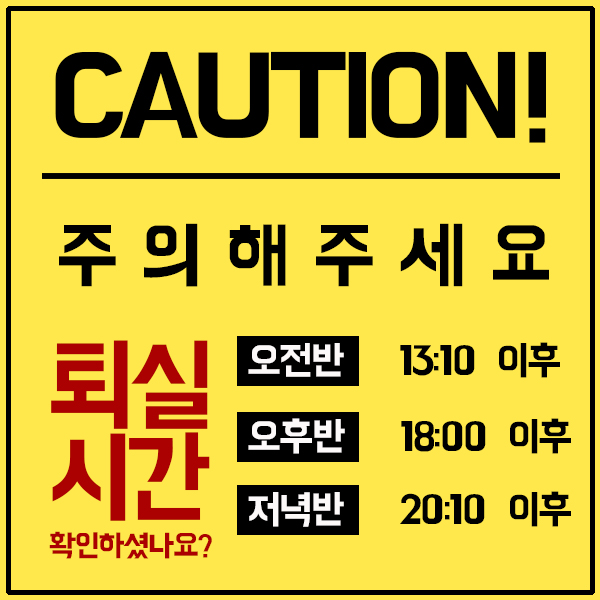 CAUTION!
주의해주세요
퇴실
시간
확인하셨나요?
오전반 13:10 이후
오후반 18:00 이후
저녁반 20:10 이후